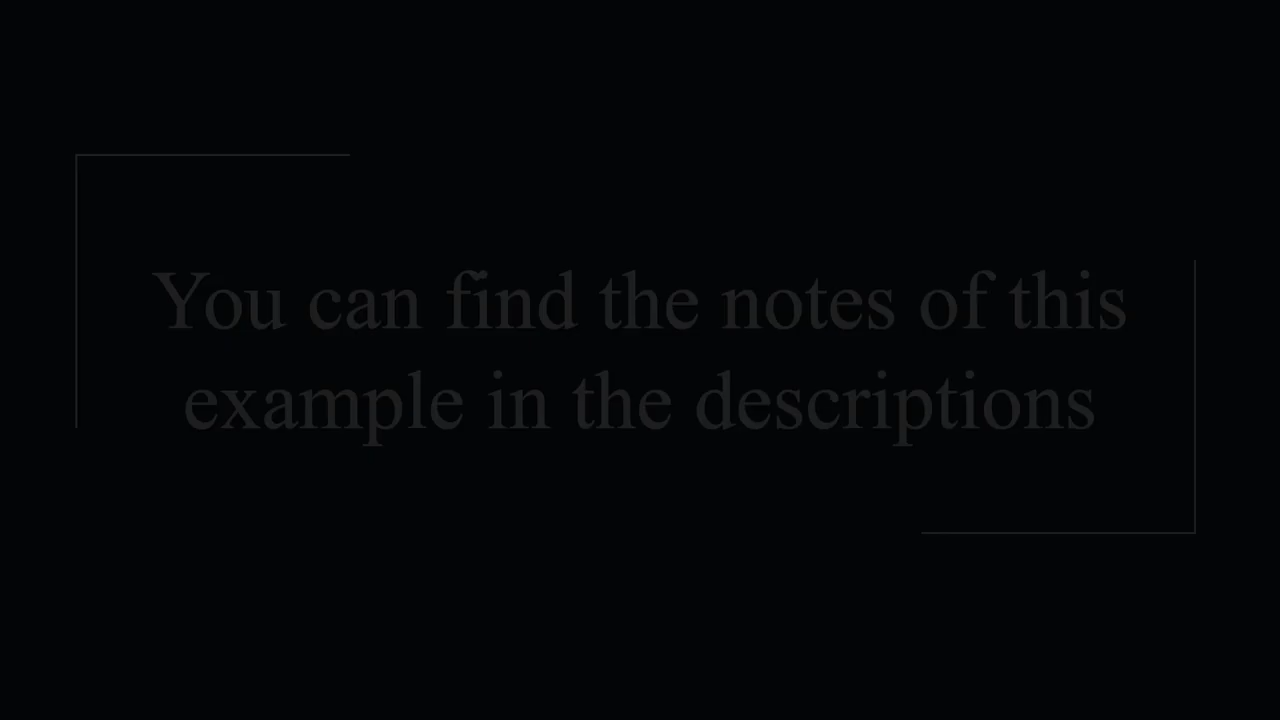 You can find the notes of this
example in the descriptions